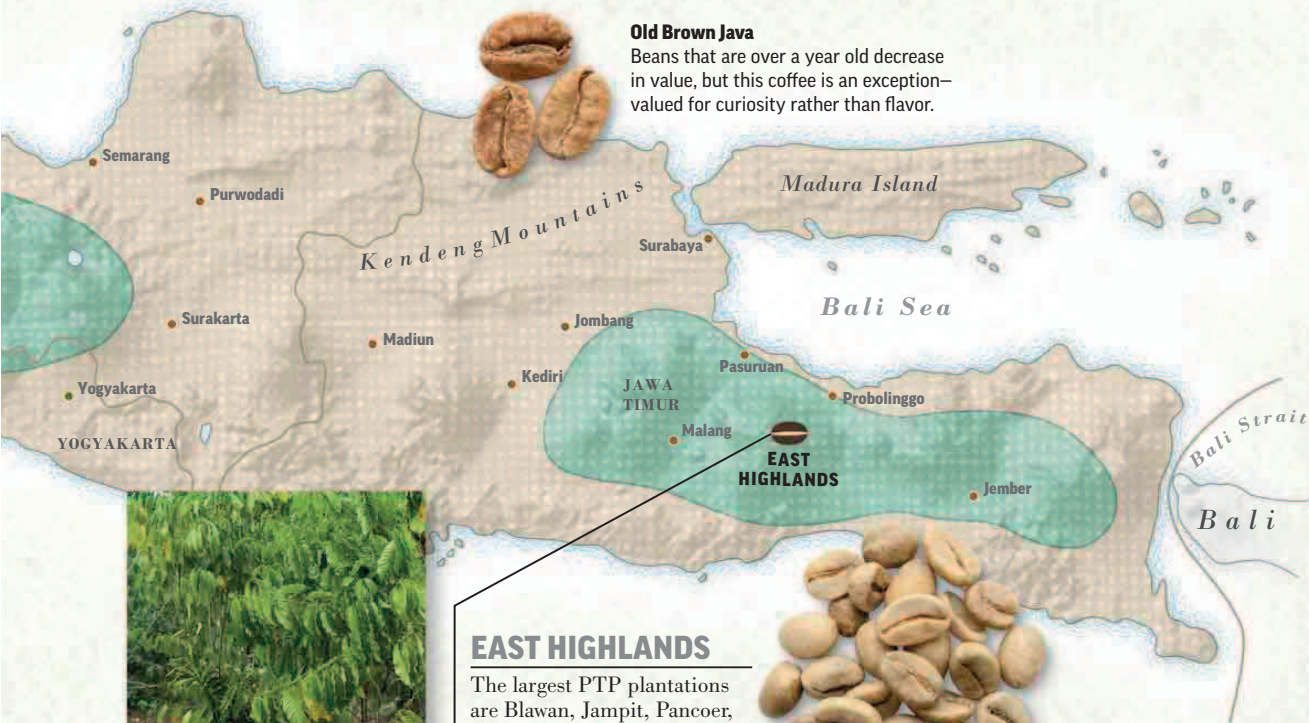 Old Brown Java
Beans that are over a year old decrease
in value, but this coffee is an exception—
valued for curiosity rather than flavor.
Semarang
Purwodadi
Madura Island
Kendeng Mountains
Surabaya
Bali Sea
Surakarta
Jombang
Madiun
Pasuruan
Kediri
JAWA
TIMUR
Yogyakarta
Probolinggo
Bali Strait
YOGYAKARTA
Malang
EAST
HIGHLANDS
Jember
Bali
EAST HIGHLANDS
The largest PTP plantations
are Blawan, Jampit, Pancoer,